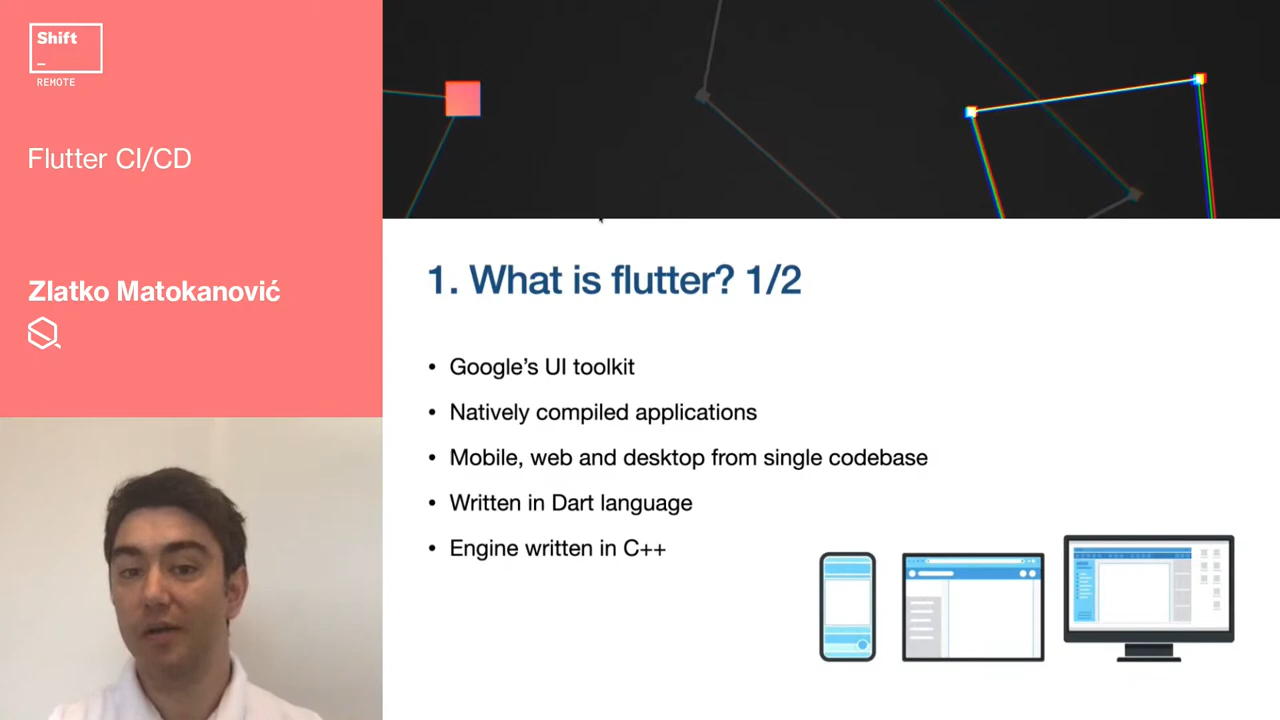 Shift
_
REMOTE
Flutter CI/CD
Zlatko Matokanović
1. What is flutter? 1/2
• Google's UI toolkit
• Natively compiled applications
• Mobile, web and desktop from single codebase
• Written in Dart language
• Engine written in C++